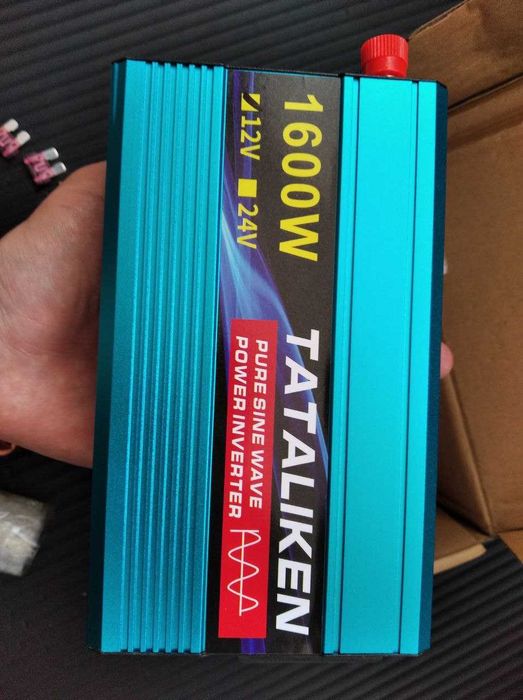 1600W
12V 24V
TATALIKEN
PURE SINE WAVE
POWER INVERTER